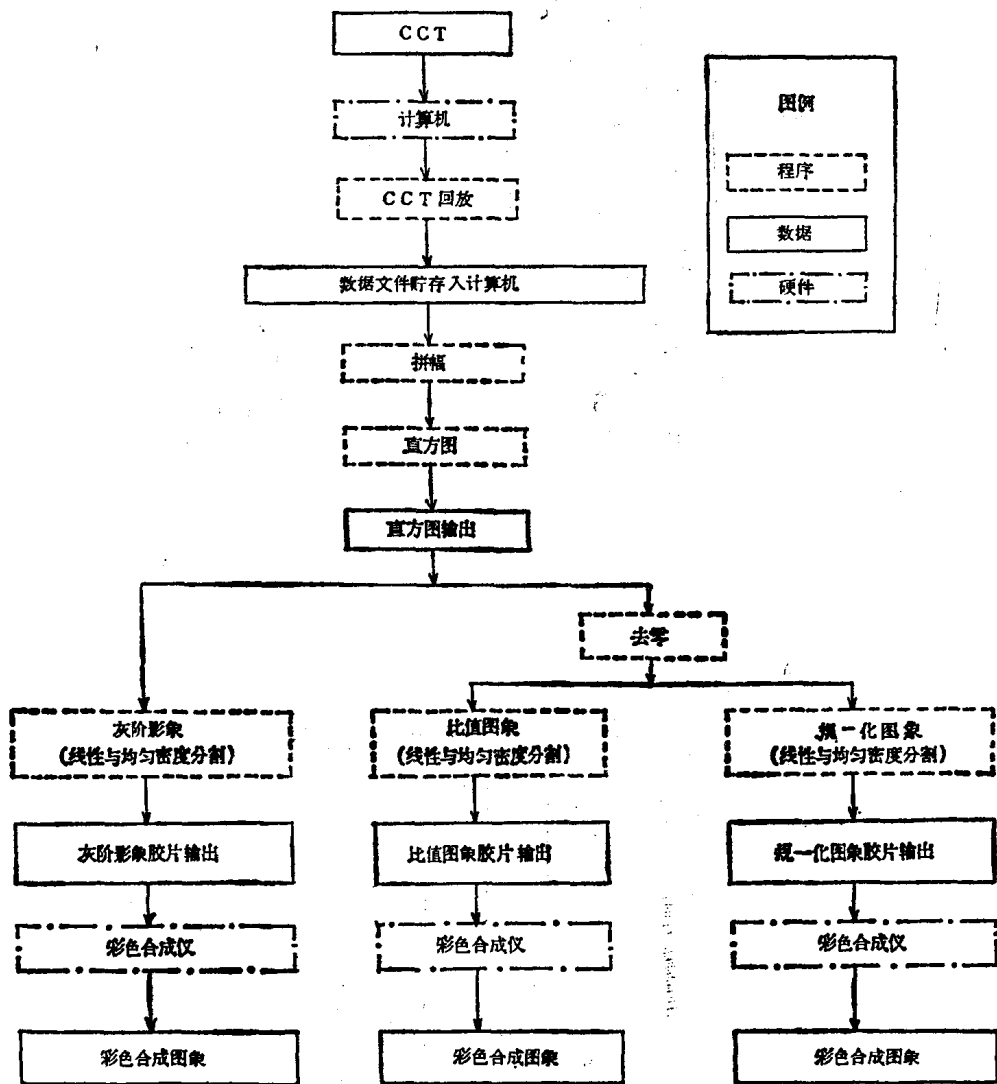 CCT
计算机
CCT回放
数据文件贮存入计算机
拼幅
直方图
直方图输出
去零
灰阶影象
(线性与均匀密度分割)
比值图象
(线性与均匀密度分割)
规一化图象
(线性与均匀密度分割)
灰阶影象胶片输出
比值图象胶片输出
规一化图象胶片输出
彩色合成仪
彩色合成仪
彩色合成仪
彩色合成图象
彩色合成图象
彩色合成图象
图例
程序
数据
硬件